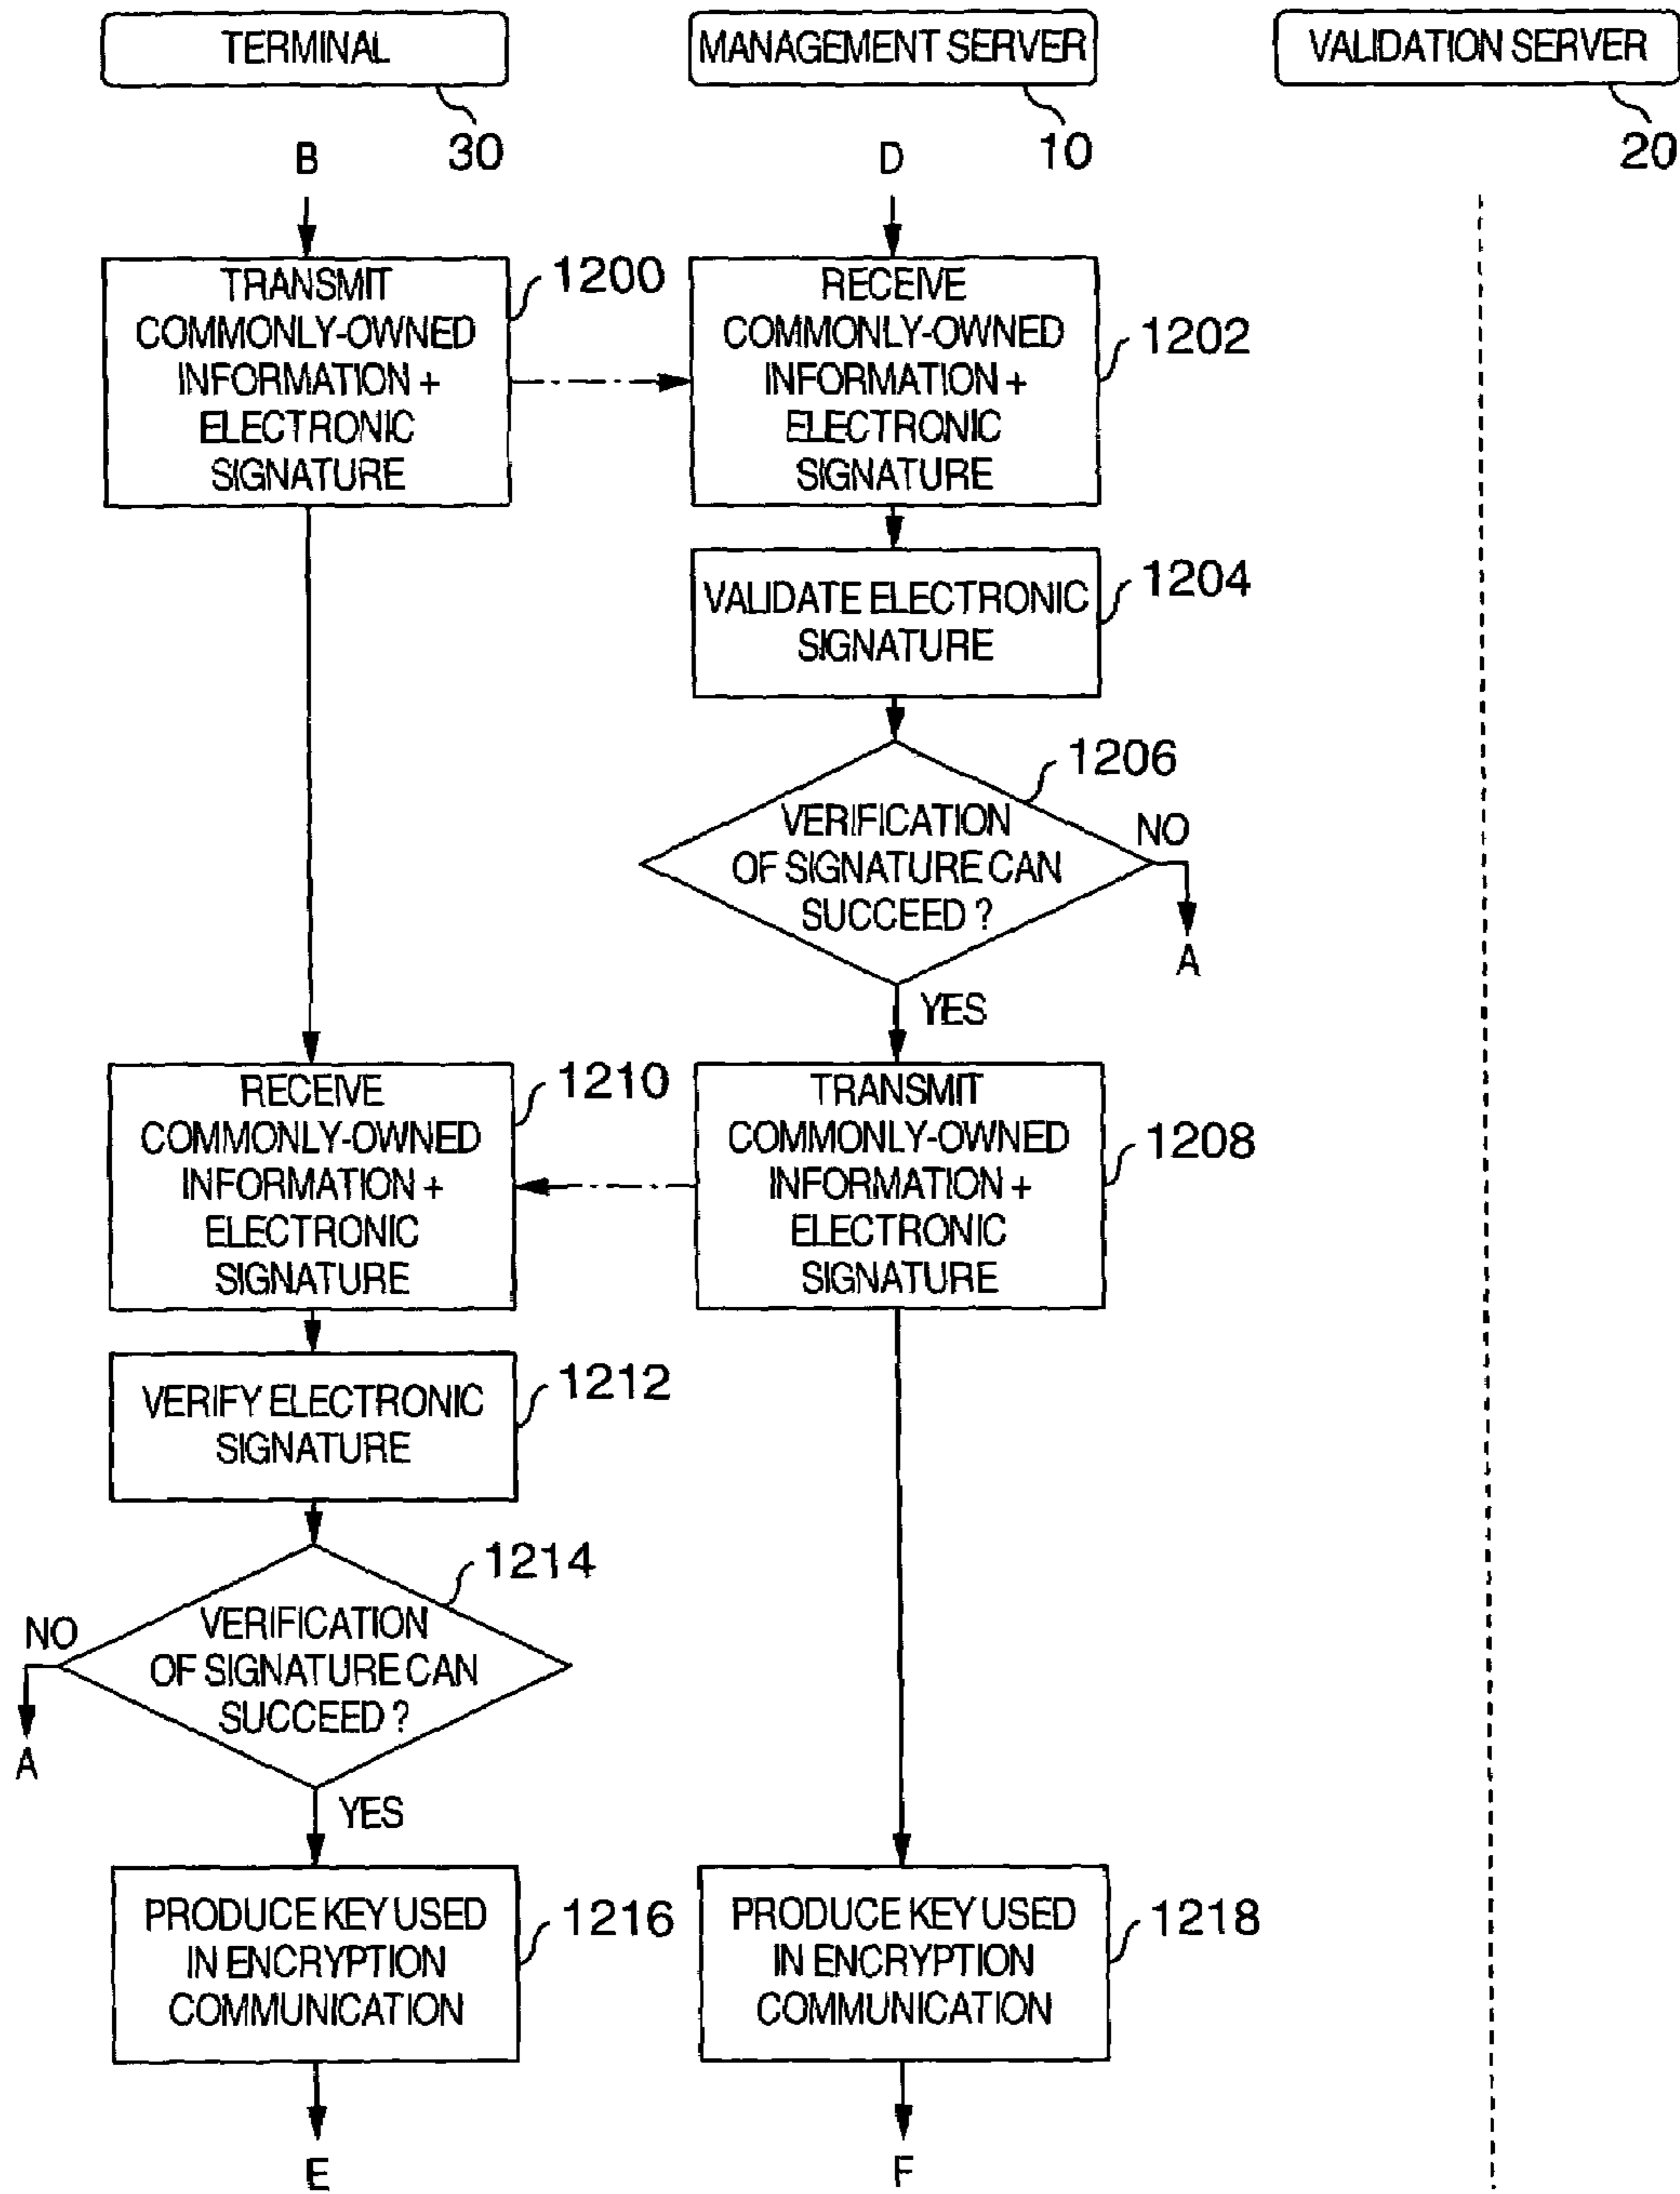 TERMINAL
30
MANAGEMENT SERVER
10
VALIDATION SERVER
20
B
D
TRANSMIT
COMMONLY-OWNED
INFORMATION +
ELECTRONIC
SIGNATURE
1200
RECEIVE
COMMONLY-OWNED
INFORMATION +
ELECTRONIC
SIGNATURE
1202
VALIDATE ELECTRONIC
SIGNATURE
1204
VERIFICATION
OF SIGNATURE CAN
SUCCEED ?
1206
NO
A
YES
RECEIVE
COMMONLY-OWNED
INFORMATION +
ELECTRONIC
SIGNATURE
1210
TRANSMIT
COMMONLY-OWNED
INFORMATION +
ELECTRONIC
SIGNATURE
1208
VERIFY ELECTRONIC
SIGNATURE
1212
VERIFICATION
OF SIGNATURE CAN
SUCCEED ?
1214
NO
A
YES
PRODUCE KEY USED
IN ENCRYPTION
COMMUNICATION
1216
PRODUCE KEY USED
IN ENCRYPTION
COMMUNICATION
1218
E
F